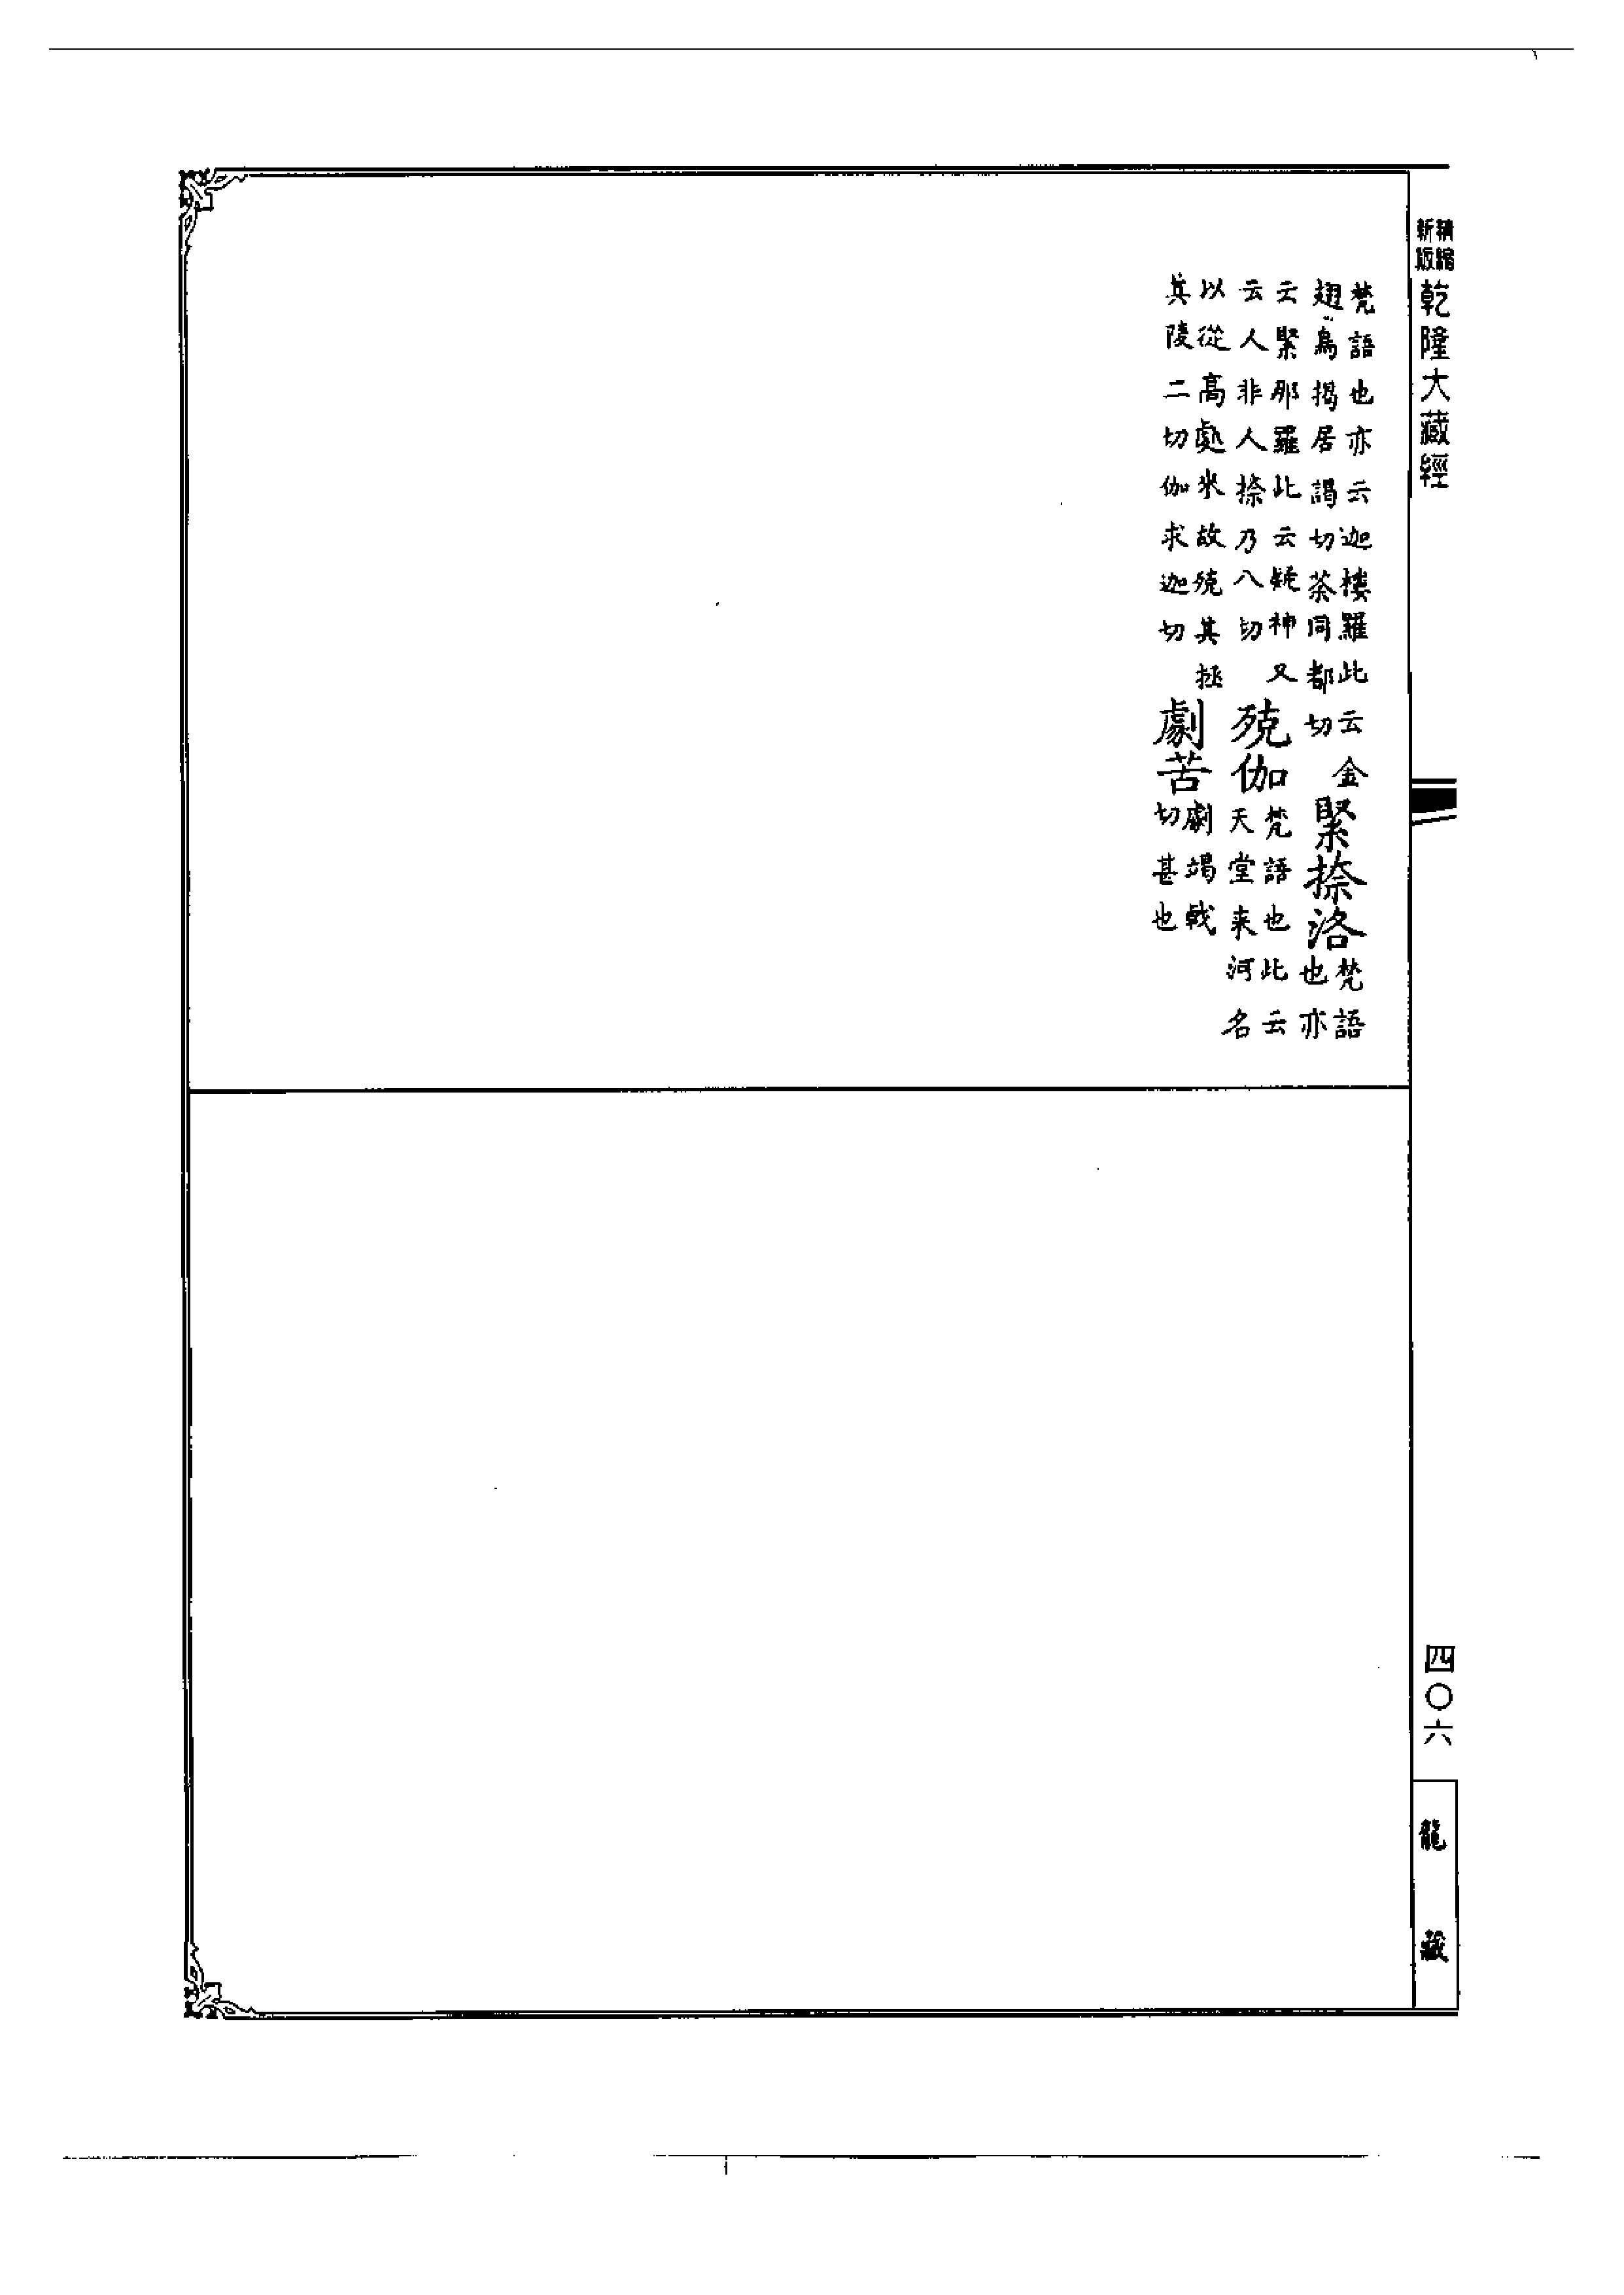 精縮
新版
乾隆大藏經
梵語也亦云迦樓羅此云金
翅鳥揭居謁切茶同都切
緊捺洛
梵語
也亦
云緊那羅此云疑神又
云人非人捺乃八切
殑伽
梵語也此云
天堂来河名
以從高處來故殑其拯
其陵二切伽求迦切
劇苦
劇竭戟
切甚也
四〇六
龍藏